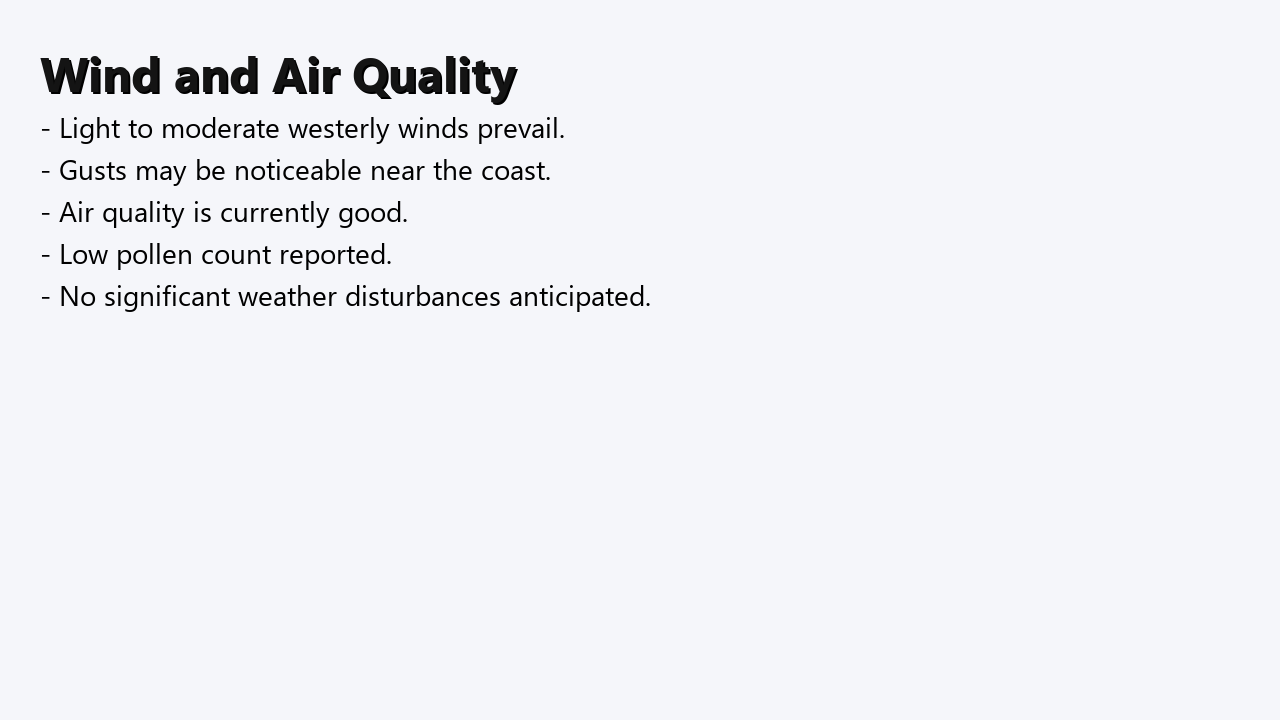 Wind and Air Quality
- Light to moderate westerly winds prevail.
- Gusts may be noticeable near the coast.
- Air quality is currently good.
- Low pollen count reported.
- No significant weather disturbances anticipated.